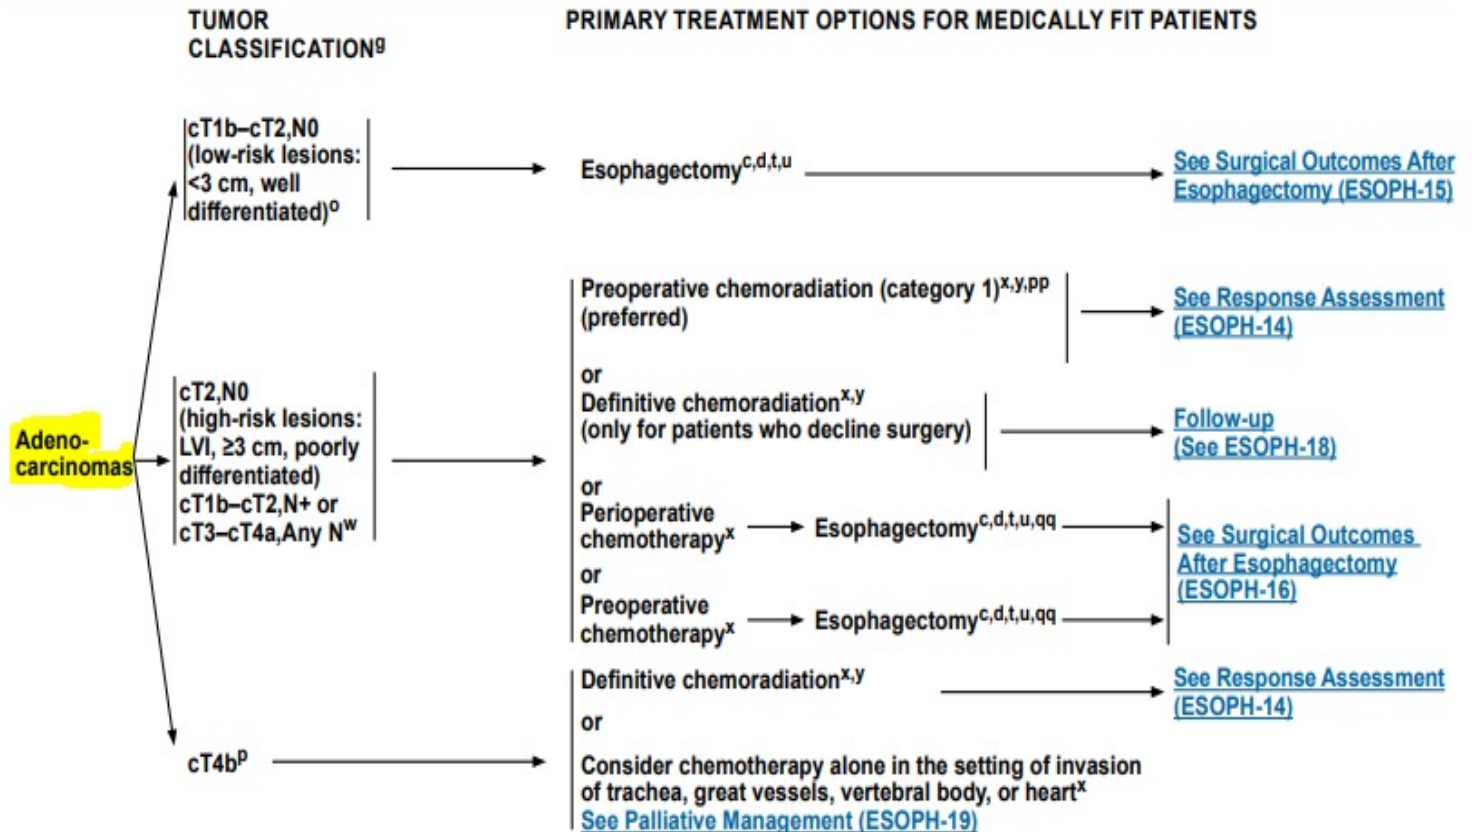 TUMOR
CLASSIFICATIONg
PRIMARY TREATMENT OPTIONS FOR MEDICALLY FIT PATIENTS
Adeno-
carcinomas
cT1b–cT2,N0
(low-risk lesions:
<3 cm, well
differentiated)o
Esophagectomyc,d,t,u
See Surgical Outcomes After
Esophagectomy (ESOPH-15)
cT2,N0
(high-risk lesions:
LVI, ≥3 cm, poorly
differentiated)
cT1b–cT2,N+ or
cT3–cT4a,Any Nw
Preoperative chemoradiation (category 1)x,y,pp
(preferred)
See Response Assessment
(ESOPH-14)
or
Definitive chemoradiationx,y
(only for patients who decline surgery)
Follow-up
(See ESOPH-18)
or
Perioperative
chemotherapyx
Esophagectomyc,d,t,u,qq
or
Preoperative
chemotherapyx
Esophagectomyc,d,t,u,qq
See Surgical Outcomes
After Esophagectomy
(ESOPH-16)
cT4bp
Definitive chemoradiationx,y
See Response Assessment
(ESOPH-14)
or
Consider chemotherapy alone in the setting of invasion
of trachea, great vessels, vertebral body, or heartx
See Palliative Management (ESOPH-19)